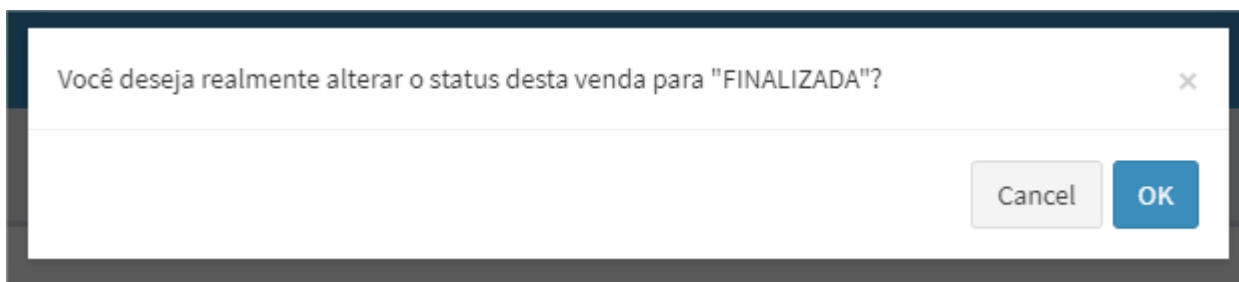 Você deseja realmente alterar o status desta venda para "FINALIZADA"?
×
Cancel
OK